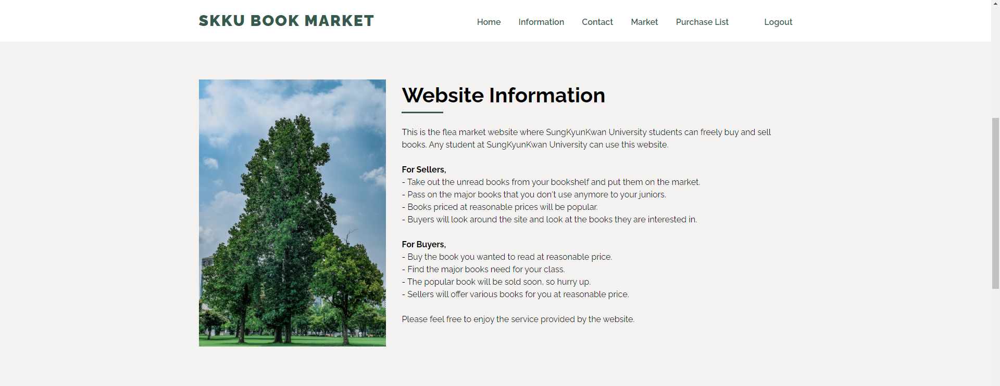 SKKU BOOK MARKET
Home Information Contact Market Purchase List Logout
Website Information
This is the flea market website where SungKyunKwan University students can freely buy and sell
books. Any student at SungKyunKwan University can use this website.
For Sellers,
- Take out the unread books from your bookshelf and put them on the market.
- Pass on the major books that you don't use anymore to your juniors.
- Books priced at reasonable prices will be popular.
- Buyers will look around the site and look at the books they are interested in.
For Buyers,
- Buy the book you wanted to read at reasonable price.
- Find the major books need for your class.
- The popular book will be sold soon, so hurry up.
- Sellers will offer various books for you at reasonable price.
Please feel free to enjoy the service provided by the website.